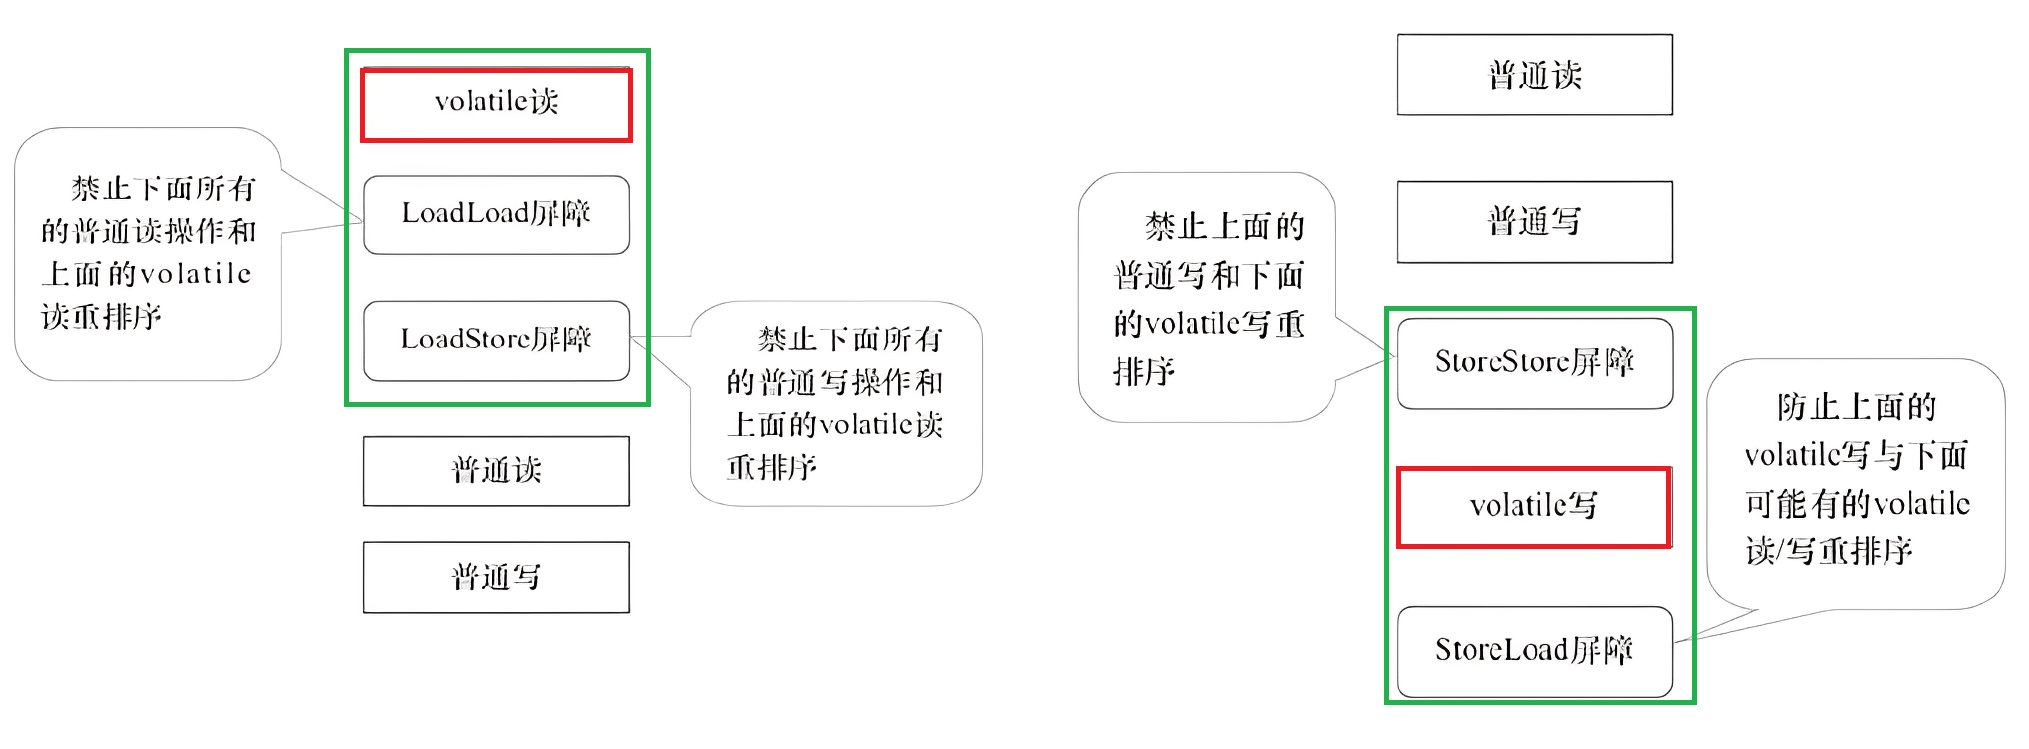 volatile读
禁止下面所有
的普通读操作和
上面的volatile
读重排序
LoadLoad屏障
LoadStore屏障
禁止下面所有
的普通写操作和
上面的volatile读
重排序
普通读
普通写
普通读
普通写
禁止上面的
普通写和下面
的volatile写重
排序
StoreStore屏障
volatile写
防止上面的
volatile写与下面
可能有的volatile
读/写重排序
StoreLoad屏障